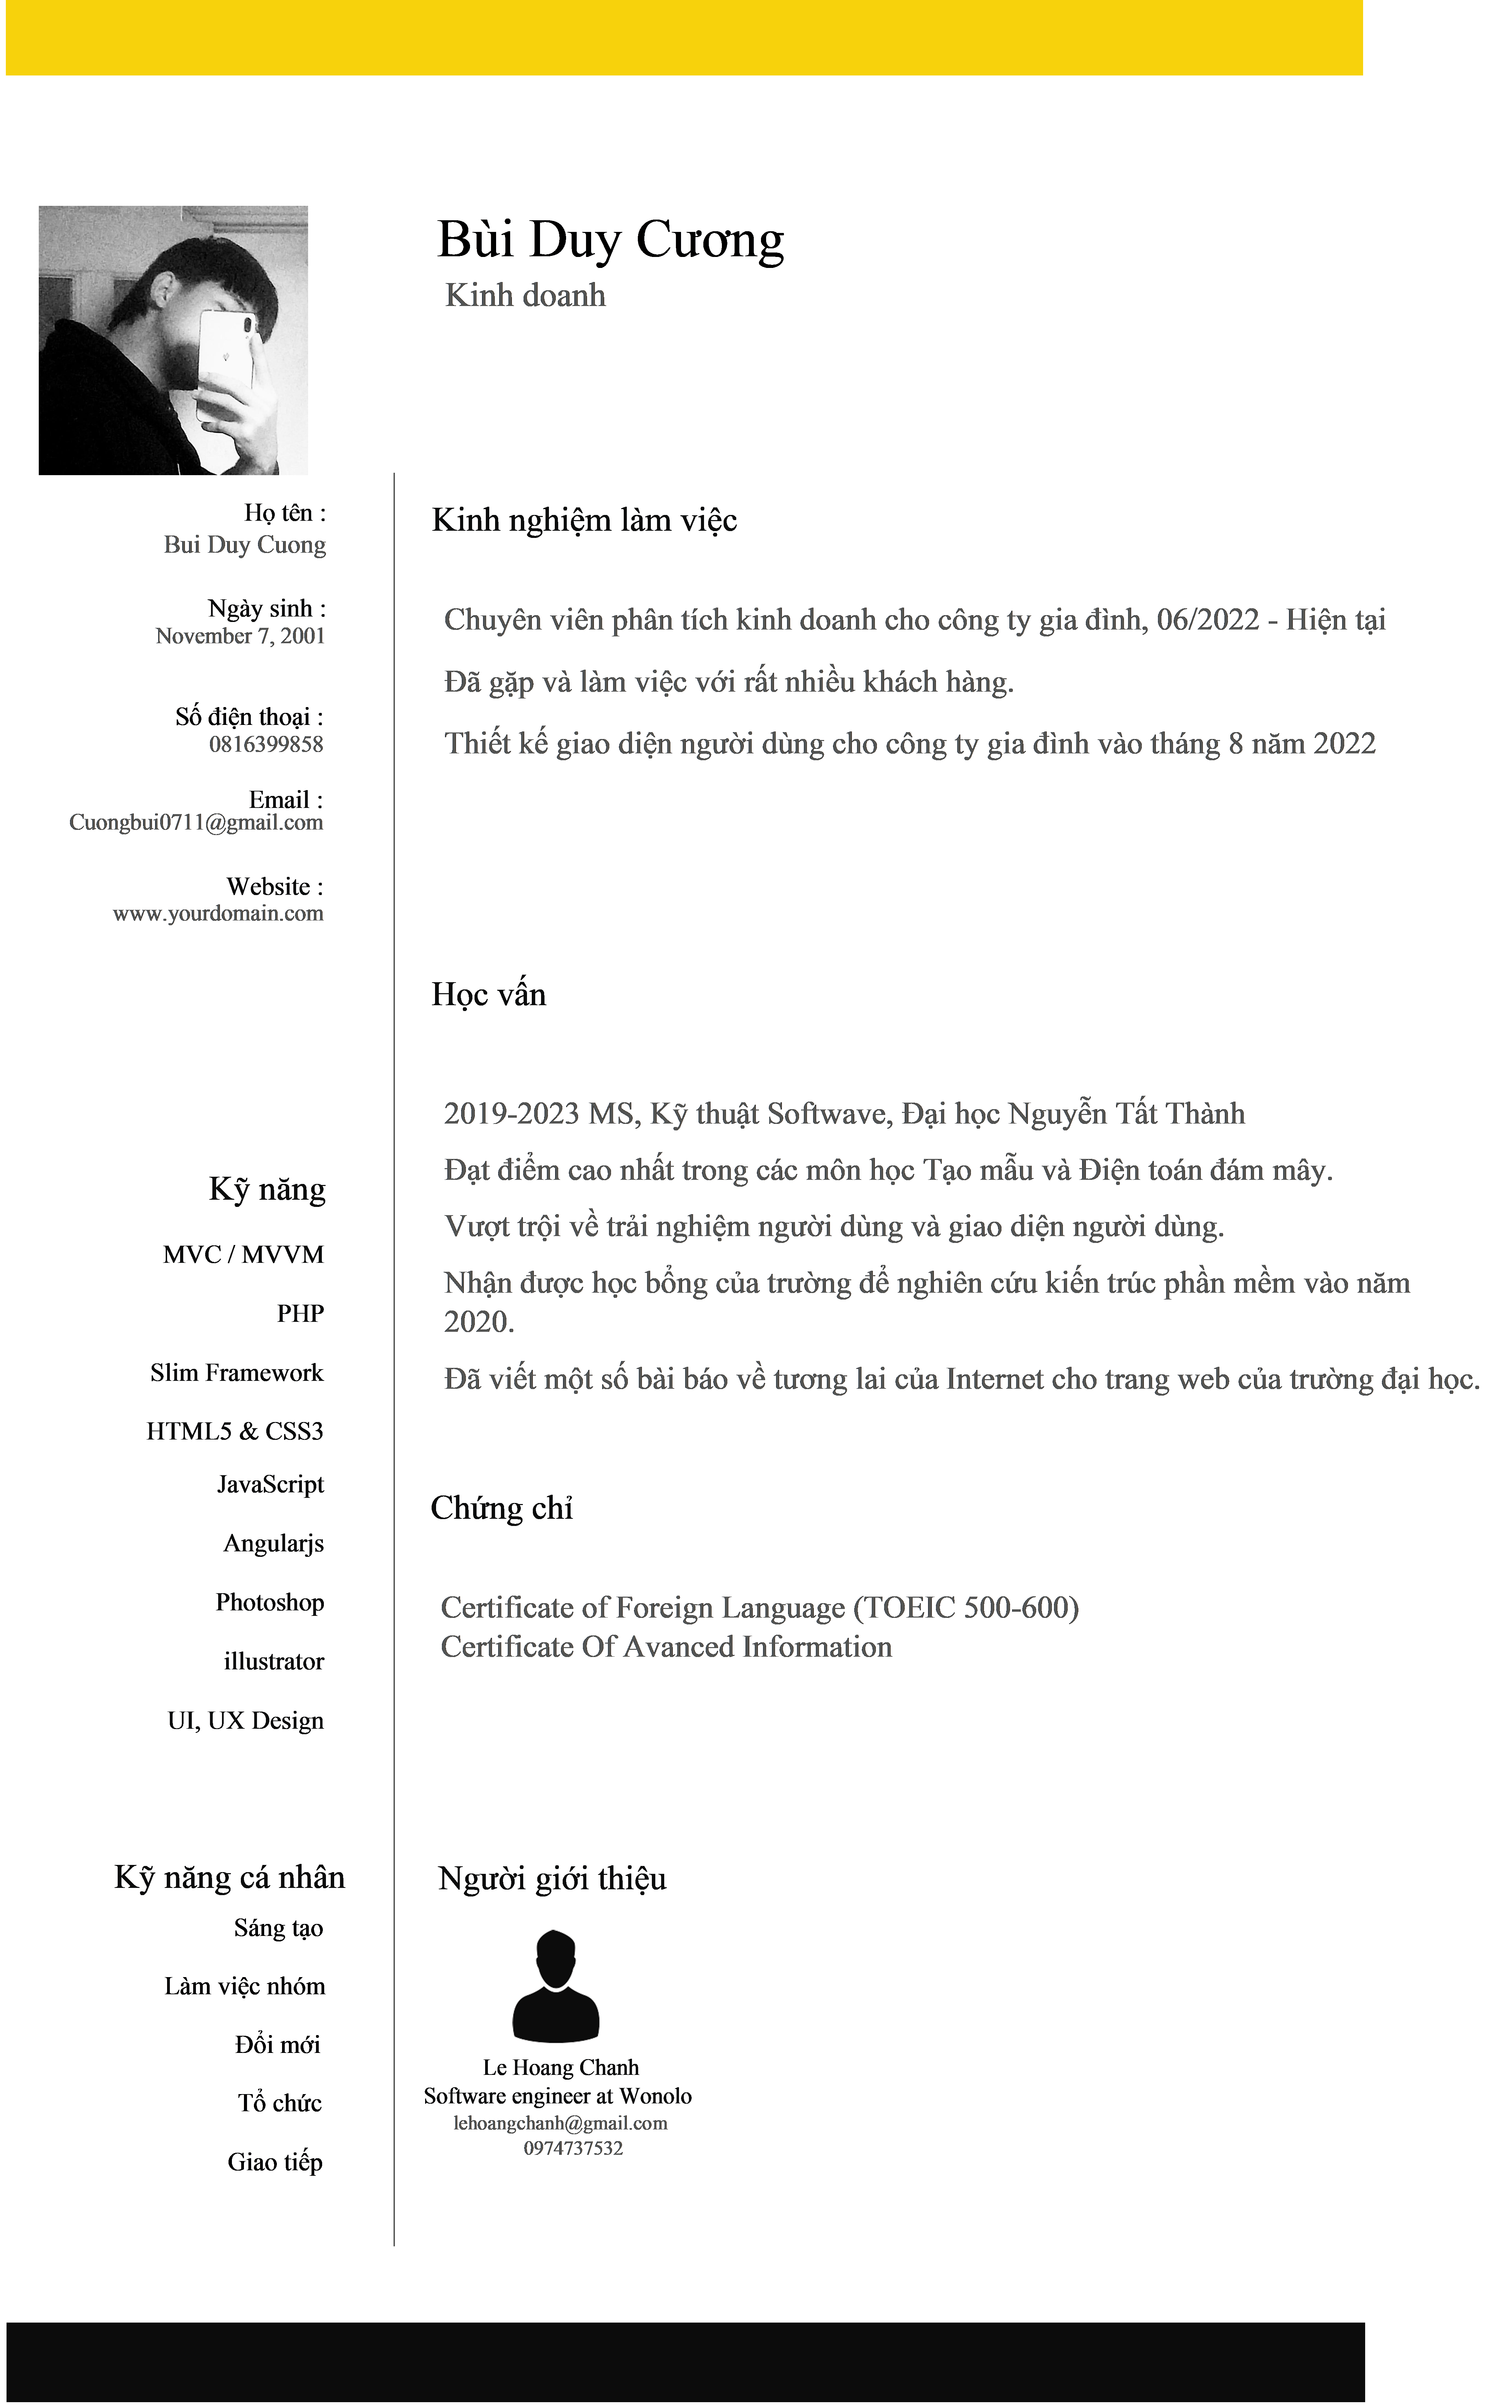 Bùi Duy Cương
Kinh doanh
Họ tên :
Bui Duy Cuong
Ngày sinh :
November 7, 2001
Số điện thoại :
0816399858
Email :
Cuongbui0711@gmail.com
Website :
www.yourdomain.com
Kỹ năng
MVC / MVVM
PHP
Slim Framework
HTML5 & CSS3
JavaScript
Angularjs
Photoshop
illustrator
UI, UX Design
Kỹ năng cá nhân
Sáng tạo
Làm việc nhóm
Đổi mới
Tổ chức
Giao tiếp
Kinh nghiệm làm việc
Chuyên viên phân tích kinh doanh cho công ty gia đình, 06/2022 - Hiện tại
Đã gặp và làm việc với rất nhiều khách hàng.
Thiết kế giao diện người dùng cho công ty gia đình vào tháng 8 năm 2022
Học vấn
2019-2023 MS, Kỹ thuật Softwave, Đại học Nguyễn Tất Thành
Đạt điểm cao nhất trong các môn học Tạo mẫu và Điện toán đám mây.
Vượt trội về trải nghiệm người dùng và giao diện người dùng.
Nhận được học bổng của trường để nghiên cứu kiến trúc phần mềm vào năm
2020.
Đã viết một số bài báo về tương lai của Internet cho trang web của trường đại học.
Chứng chỉ
Certificate of Foreign Language (TOEIC 500-600)
Certificate Of Avanced Information
Người giới thiệu
Le Hoang Chanh
Software engineer at Wonolo
lehoangchanh@gmail.com
0974737532